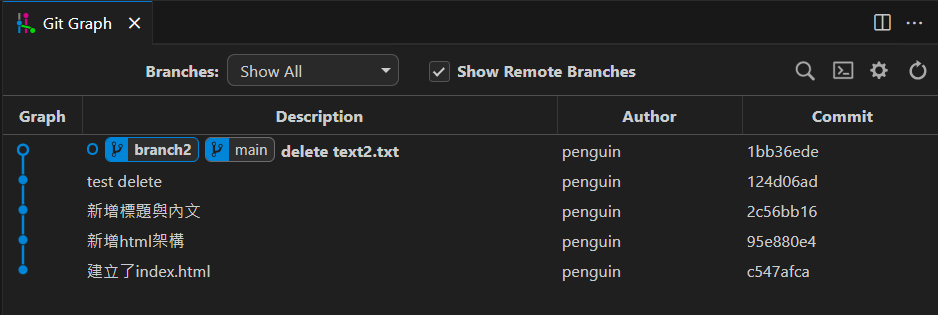 Git Graph
Branches: Show All Show Remote Branches
Graph Description Author Commit
branch2 main delete text2.txt penguin 1bb36ede
test delete penguin 124d06ad
新增標題與內文 penguin 2c56bb16
新增html架構 penguin 95e880e4
建立了index.html penguin c547afca